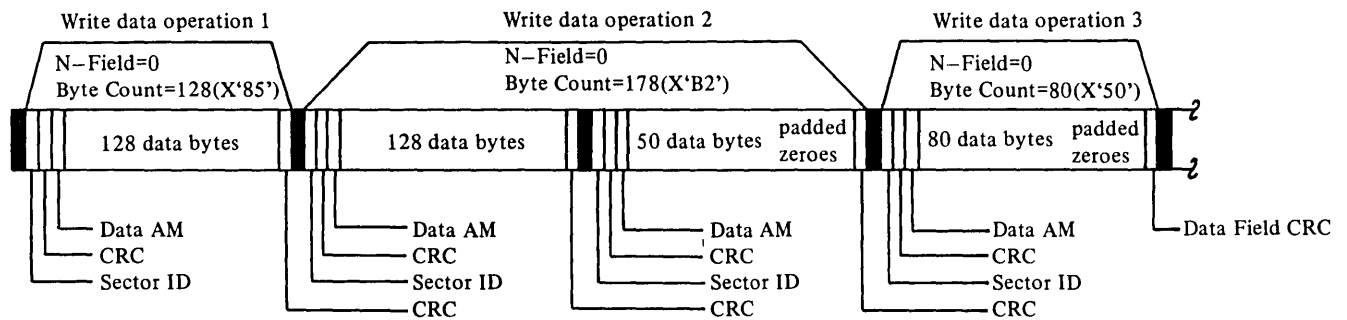 Write data operation 1
Write data operation 2
Write data operation 3
N-Field=0
Byte Count=128(X'85')
N-Field=0
Byte Count=178(X'B2')
N-Field=0
Byte Count=80(X'50')
128 data bytes
128 data bytes
50 data bytes
padded
zeroes
80 data bytes
padded
zeroes
Data AM
CRC
Sector ID
CRC
Data AM
CRC
Sector ID
CRC
Data AM
CRC
Sector ID
CRC
Data AM
CRC
Sector ID
CRC
Data Field CRC